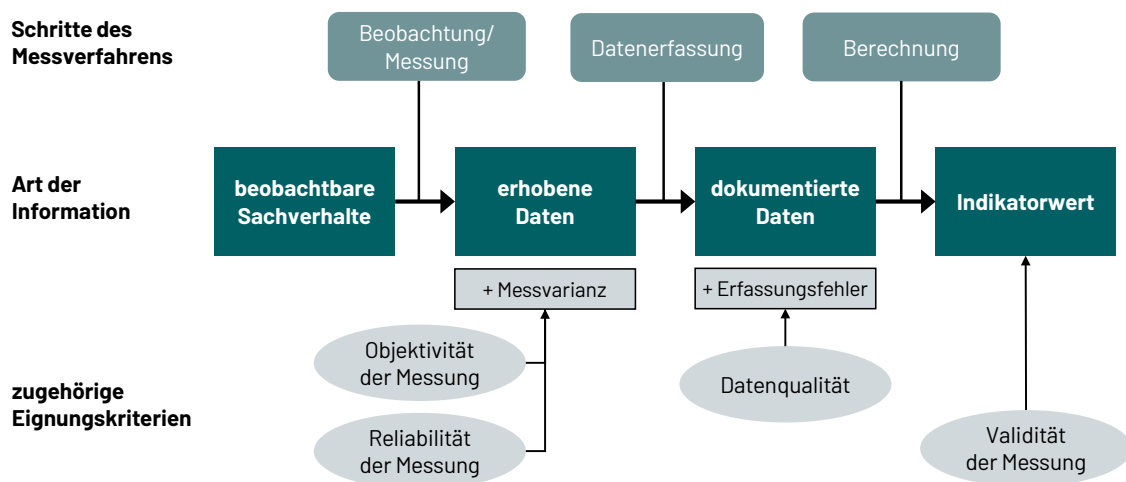 Schritte des
Messverfahrens
Beobachtung/
Messung
Datenerfassung
Berechnung
Art der
Information
beobachtbare
Sachverhalte
erhobene
Daten
dokumentierte
Daten
Indikatorwert
+ Messvarianz
+ Erfassungsfehler
zugehörige
Eignungskriterien
Objektivität
der Messung
Reliabilität
der Messung
Datenqualität
Validität
der Messung